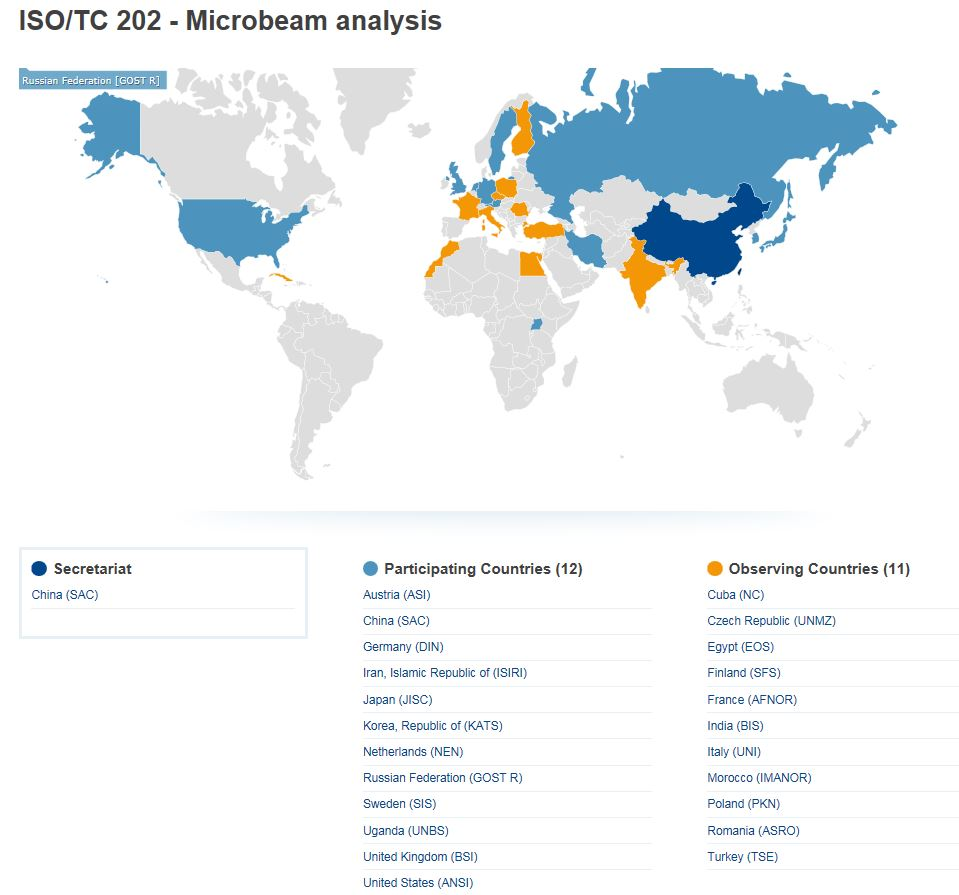 ISO/TC 202 - Microbeam analysis
Russian Federation [GOST R]
Secretariat
China (SAC)
Participating Countries (12)
Austria (ASI)
China (SAC)
Germany (DIN)
Iran, Islamic Republic of (ISIRI)
Japan (JISC)
Korea, Republic of (KATS)
Netherlands (NEN)
Russian Federation (GOST R)
Sweden (SIS)
Uganda (UNBS)
United Kingdom (BSI)
United States (ANSI)
Observing Countries (11)
Cuba (NC)
Czech Republic (UNMZ)
Egypt (EOS)
Finland (SFS)
France (AFNOR)
India (BIS)
Italy (UNI)
Morocco (IMANOR)
Poland (PKN)
Romania (ASRO)
Turkey (TSE)